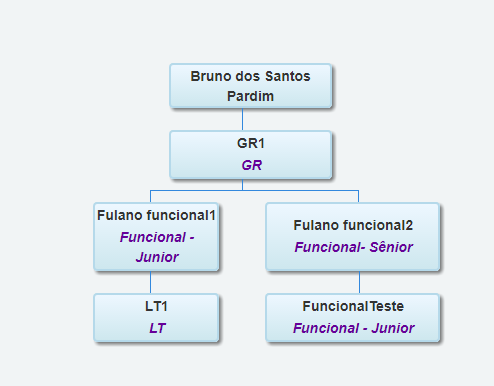 Bruno dos Santos
Pardim
GR1
GR
Fulano funcional1
Funcional -
Junior
Fulano funcional2
Funcional- Sênior
LT1
LT
FuncionalTeste
Funcional - Junior